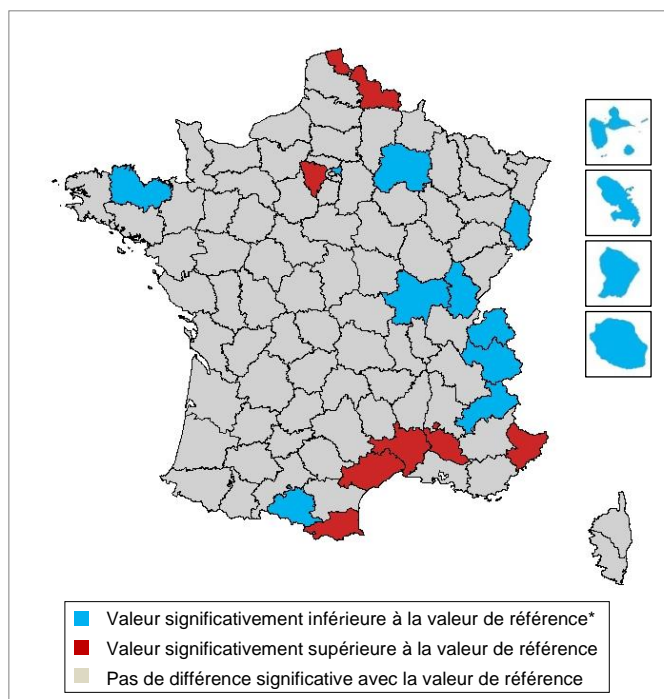 Valeur significativement inférieure à la valeur de référence*
Valeur significativement supérieure à la valeur de référence
Pas de différence significative avec la valeur de référence